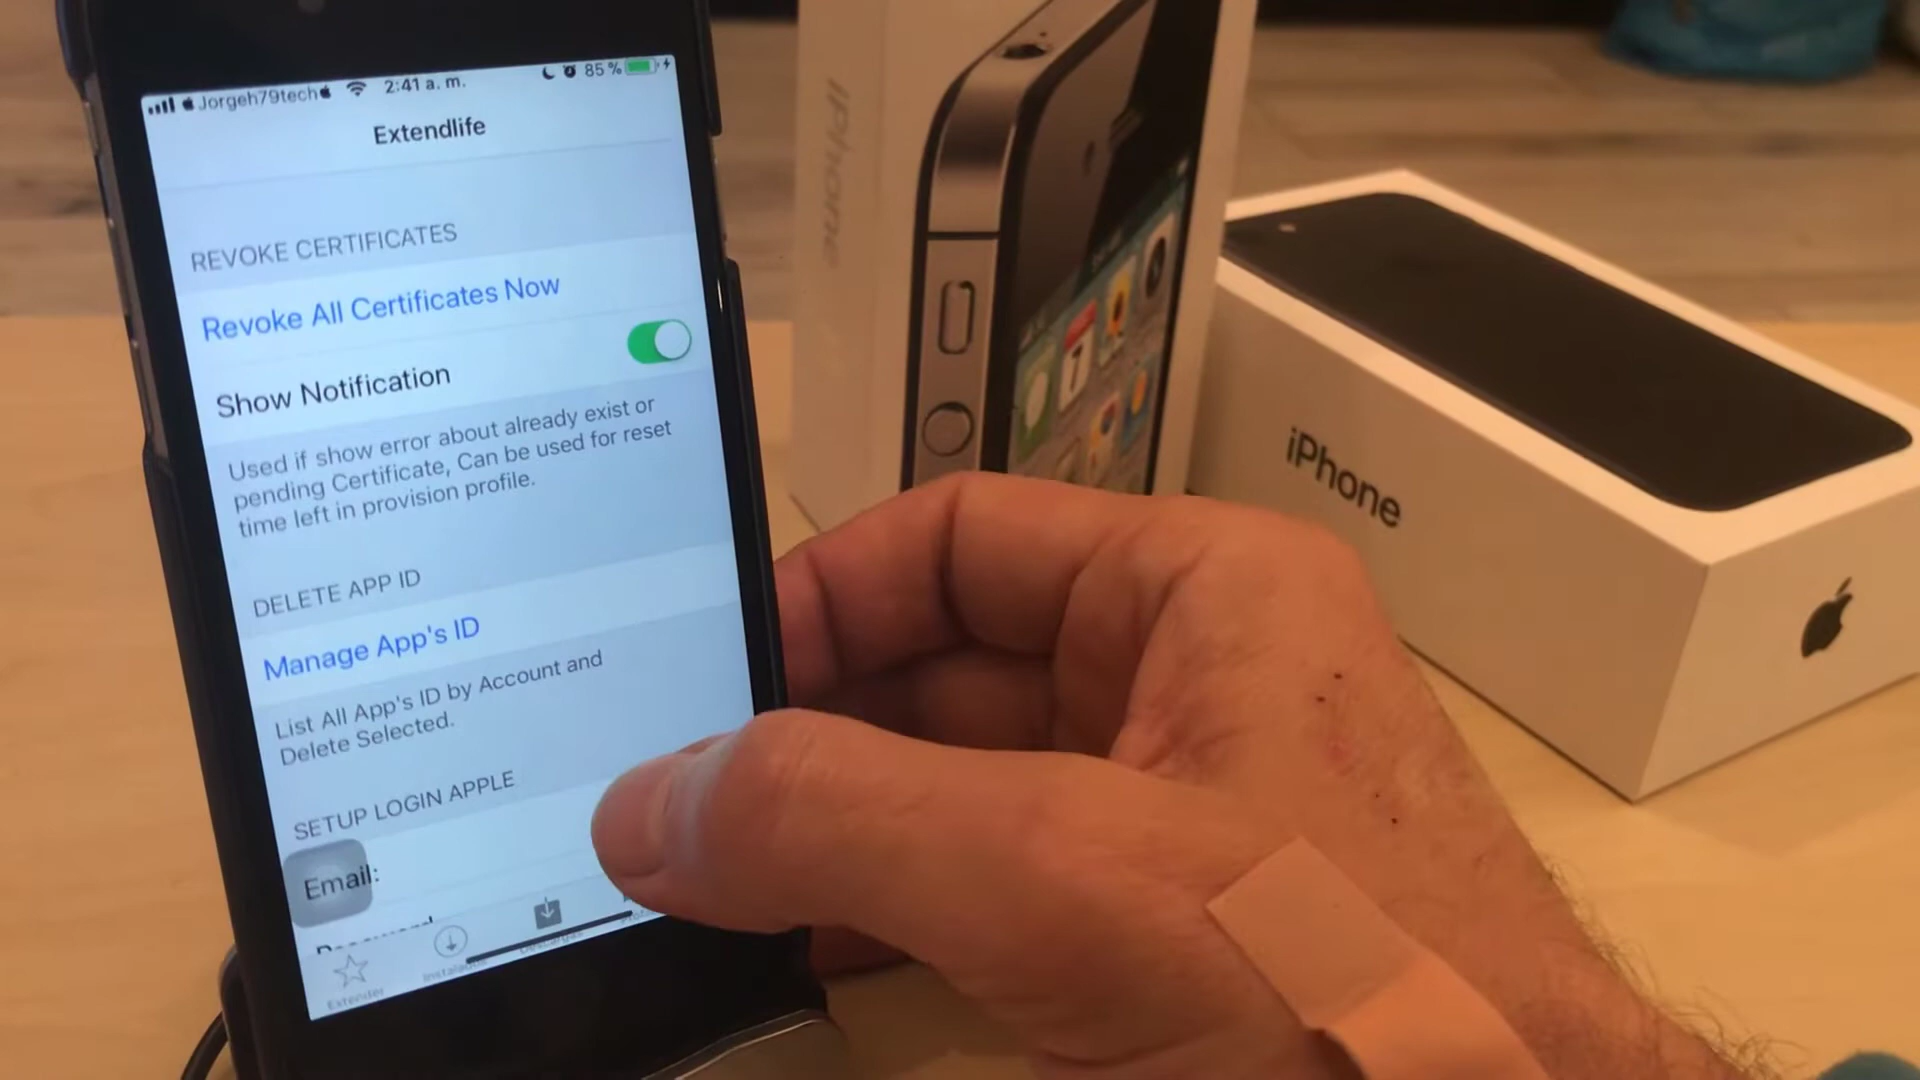 Jorgeh79tech
2:41 a. m.
85 %
Extendlife
REVOKE CERTIFICATES
Revoke All Certificates Now
Show Notification
Used if show error about already exist or
pending Certificate, Can be used for reset
time left in provision profile.
DELETE APP ID
Manage App's ID
List All App's ID by Account and
Delete Selected.
SETUP LOGIN APPLE
Email:
Extender
iPhone
7
iPhone